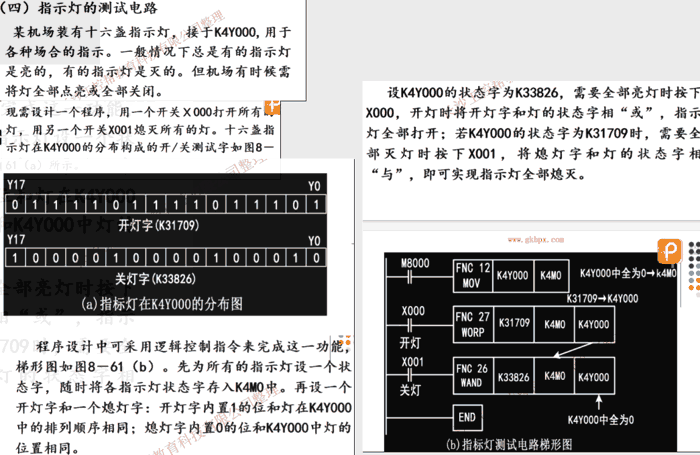 (四)指示灯的测试电路
某机场装有十六盏指示灯,接于K4Y000,用于
各种场合的指示。一般情况下总是有的指示灯
是亮的,有的指示灯是灭的。但机场有时候需
将灯全部点亮或全部关闭。
现需设计一个程序,用一个开关X000打开所有的
灯,用另一个开关X001熄灭所有的灯。十六盏指
示灯在K4Y000的分布构成的开/关测试字如图8-
61(a)所示。
Y17 Y0
0 1 1 1 1 0 1 1 1 1 0 1 1 1 0 1
开灯字(K31709)
Y17 Y0
1 0 0 0 0 1 0 0 0 0 1 0 0 0 1 0
关灯字(K33826)
(a)指标灯在K4Y000的分布图
程序设计中可采用逻辑控制指令来完成这一功能,
梯形图如图8-61(b)。先为所有的指示灯设一个状
态字,随时将各指示灯状态字存入K4M0中。再设一个
开灯字和一个熄灯字:开灯字内置1的位和灯在K4Y000
中的排列顺序相同;熄灯字内置0的位和K4Y000中灯的
位置相同。
设K4Y000的状态字为K33826,需要全部亮灯时按下
X000,开灯时将开灯字和灯的状态字相“或”,指示
灯全部打开;若K4Y000的状态字为K31709时,需要全
部灭灯时按下X001,将熄灯字和灯的状态字相
“与”,即可实现指示灯全部熄灭。
www.gkbpx.com
M8000 FNC 12 MOV K4Y000 K4M0 K4Y000中全为0→k4M0
K31709→K4Y000
X000 开灯 FNC 27 WORP K31709 K4M0 K4Y000
X001 关灯 FNC 26 WAND K33826 K4M0 K4Y000
END
K4Y000中全为0
(b)指标灯测试电路梯形图